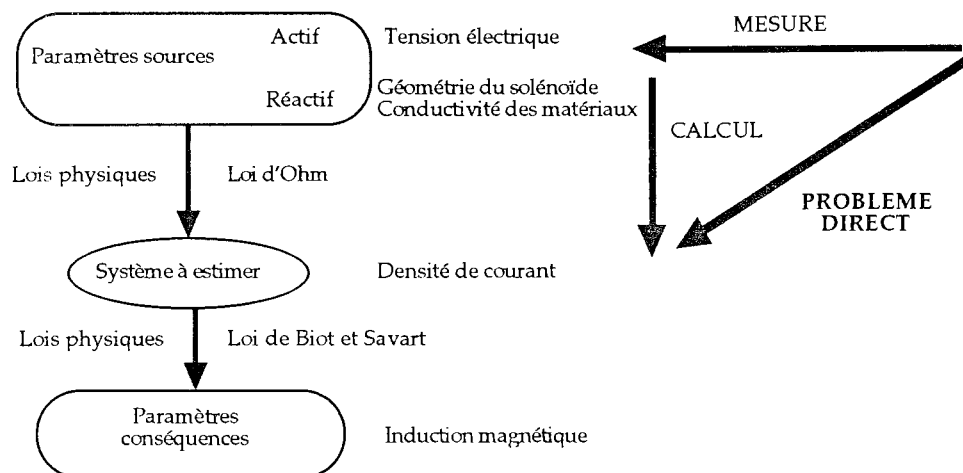 Paramètres sources
Actif
Tension électrique
Réactif
Géométrie du solénoïde
Conductivité des matériaux
MESURE
CALCUL
PROBLEME
DIRECT
Lois physiques
Loi d'Ohm
Système à estimer
Densité de courant
Lois physiques
Loi de Biot et Savart
Paramètres
conséquences
Induction magnétique